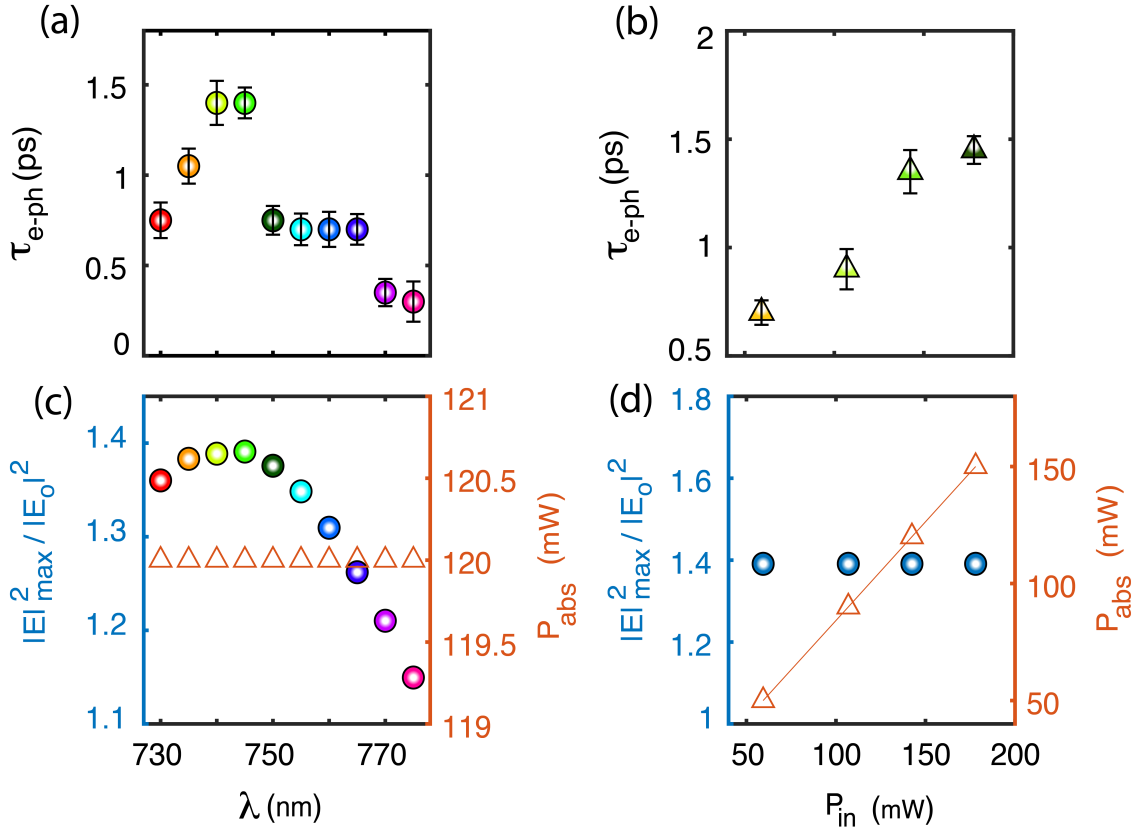 (a)
1.5
1
0.5
0
τe-ph(ps)
(b)
2
1.5
1
0.5
τe-ph(ps)
(c)
1.4
1.3
1.2
1.1
|E|²max / |Eo|²
121
120.5
120
119.5
119
Pabs (mW)
730 750 770
λ (nm)
(d)
1.8
1.6
1.4
1.2
1
|E|²max / |Eo|²
150
100
50
Pabs (mW)
50 100 150 200
Pin (mW)